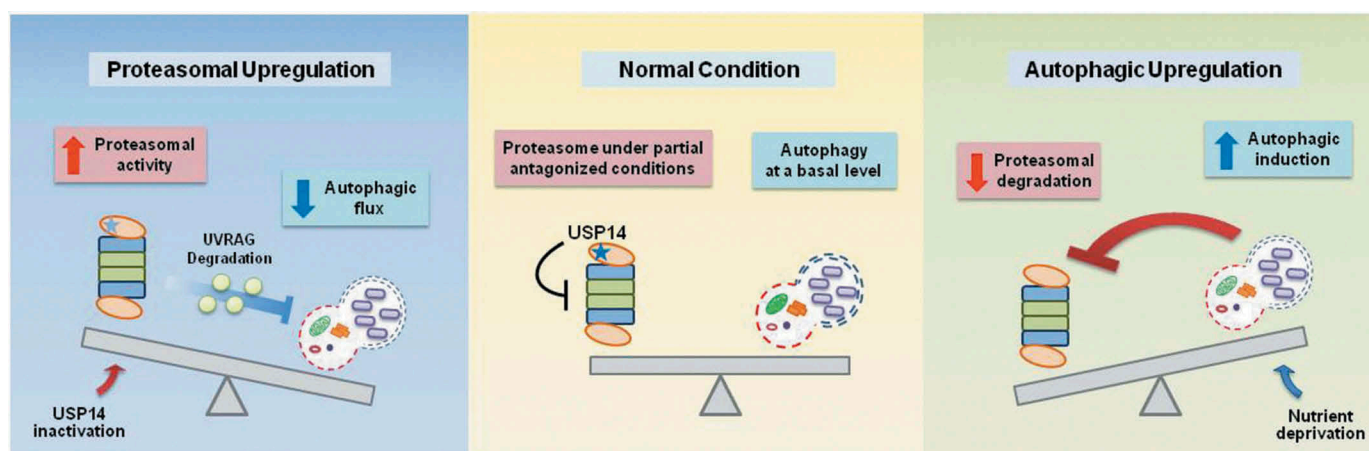 Proteasomal Upregulation
Proteasomal
activity
Autophagic
flux
UVRAG
Degradation
USP14
inactivation
Normal Condition
Proteasome under partial
antagonized conditions
Autophagy
at a basal level
USP14
Autophagic Upregulation
Proteasomal
degradation
Autophagic
induction
Nutrient
deprivation